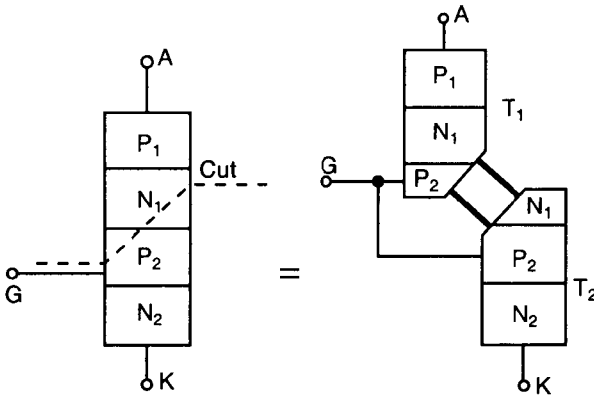 A
P₁
N₁
Cut
P₂
G
N₂
K
=
A
P₁
T₁
N₁
G
P₂
N₁
P₂
T₂
N₂
K